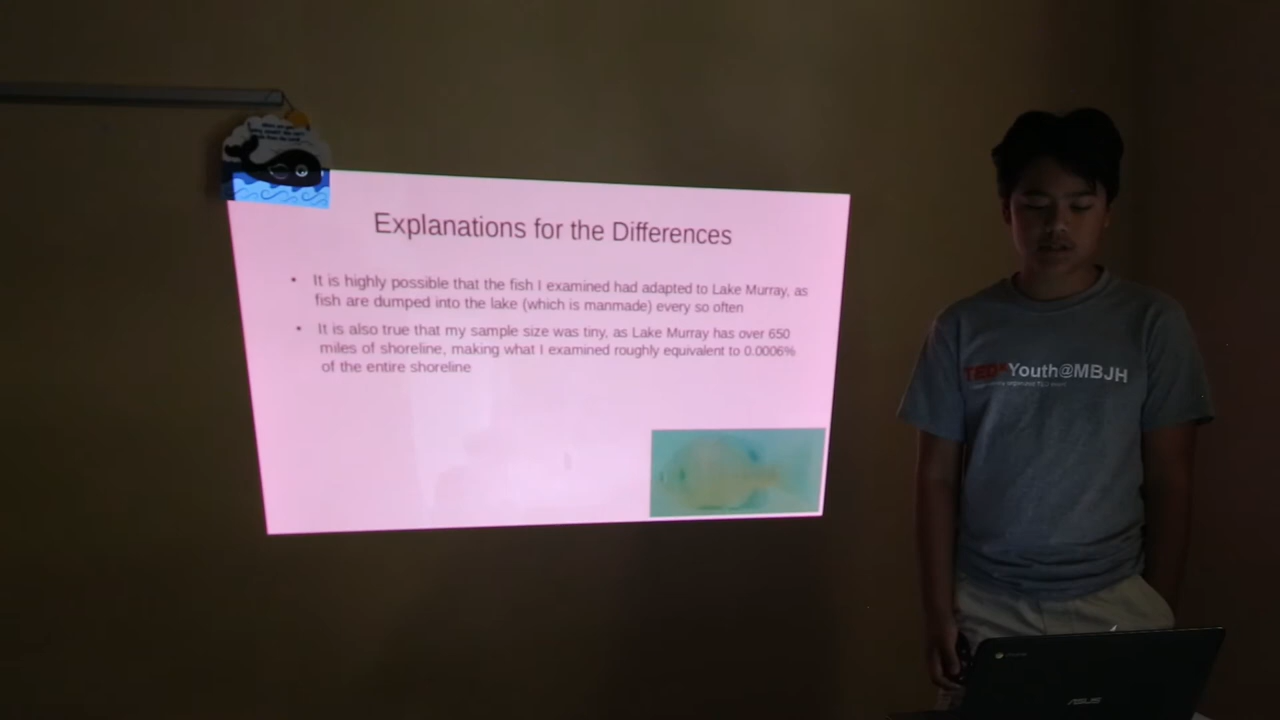 Explanations for the Differences
• It is highly possible that the fish I examined had adapted to Lake Murray, as
fish are dumped into the lake (which is manmade) every so often
• It is also true that my sample size was tiny, as Lake Murray has over 650
miles of shoreline, making what I examined roughly equivalent to 0.0006%
of the entire shoreline
TEDxYouth@MBJH
ASUS